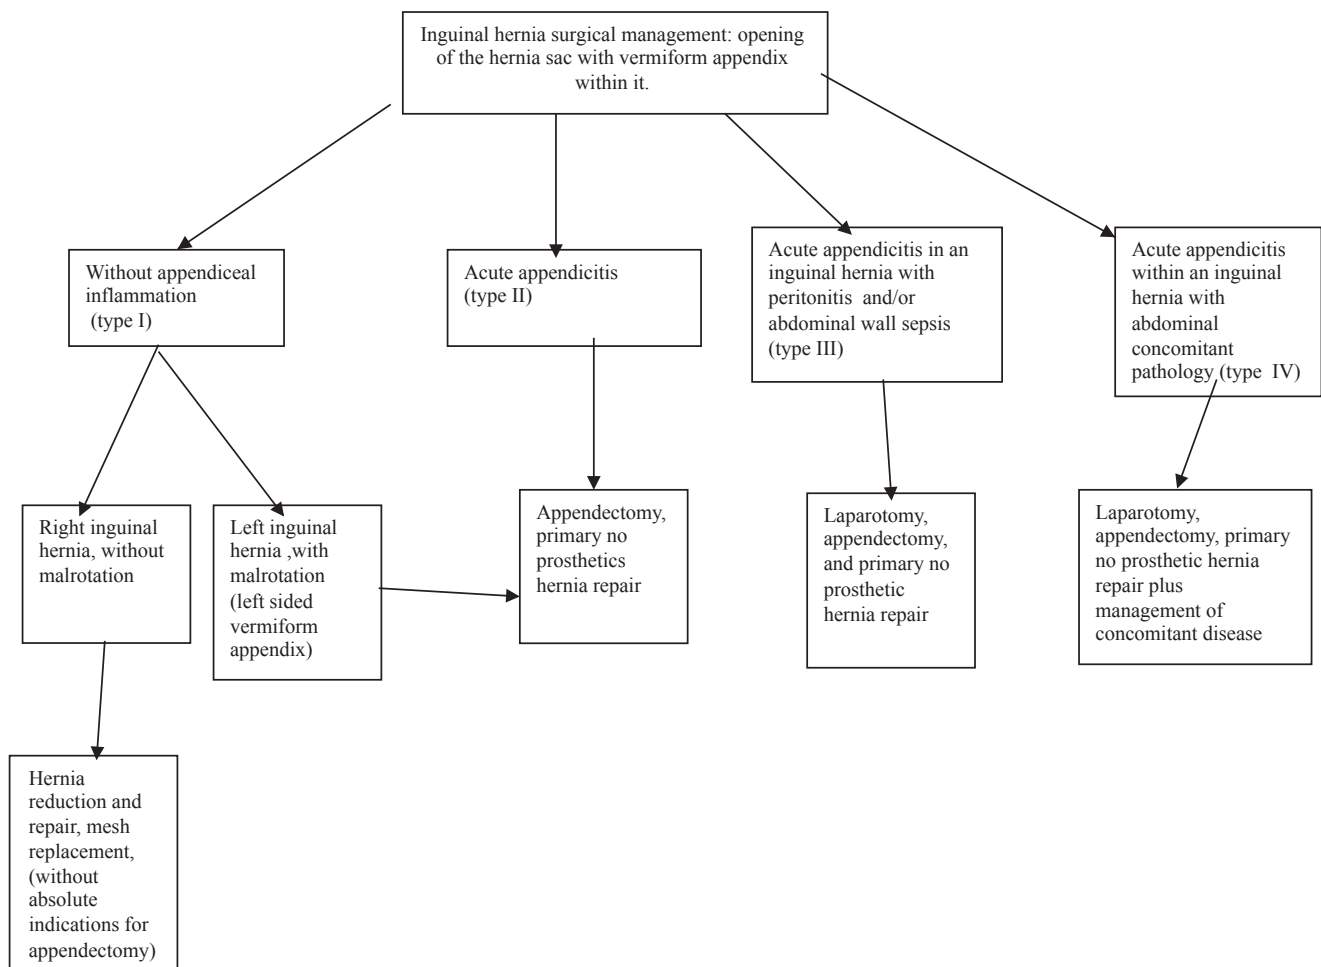 Inguinal hernia surgical management: opening
of the hernia sac with vermiform appendix
within it.
Without appendiceal
inflammation
(type I)
Acute appendicitis
(type II)
Acute appendicitis in an
inguinal hernia with
peritonitis and/or
abdominal wall sepsis
(type III)
Acute appendicitis
within an inguinal
hernia with
abdominal
concomitant
pathology (type IV)
Right inguinal
hernia, without
malrotation
Left inguinal
hernia ,with
malrotation
(left sided
vermiform
appendix)
Appendectomy,
primary no
prosthetics
hernia repair
Laparotomy,
appendectomy,
and primary no
prosthetic
hernia repair
Laparotomy,
appendectomy, primary
no prosthetic hernia
repair plus
management of
concomitant disease
Hernia
reduction and
repair, mesh
replacement,
(without
absolute
indications for
appendectomy)